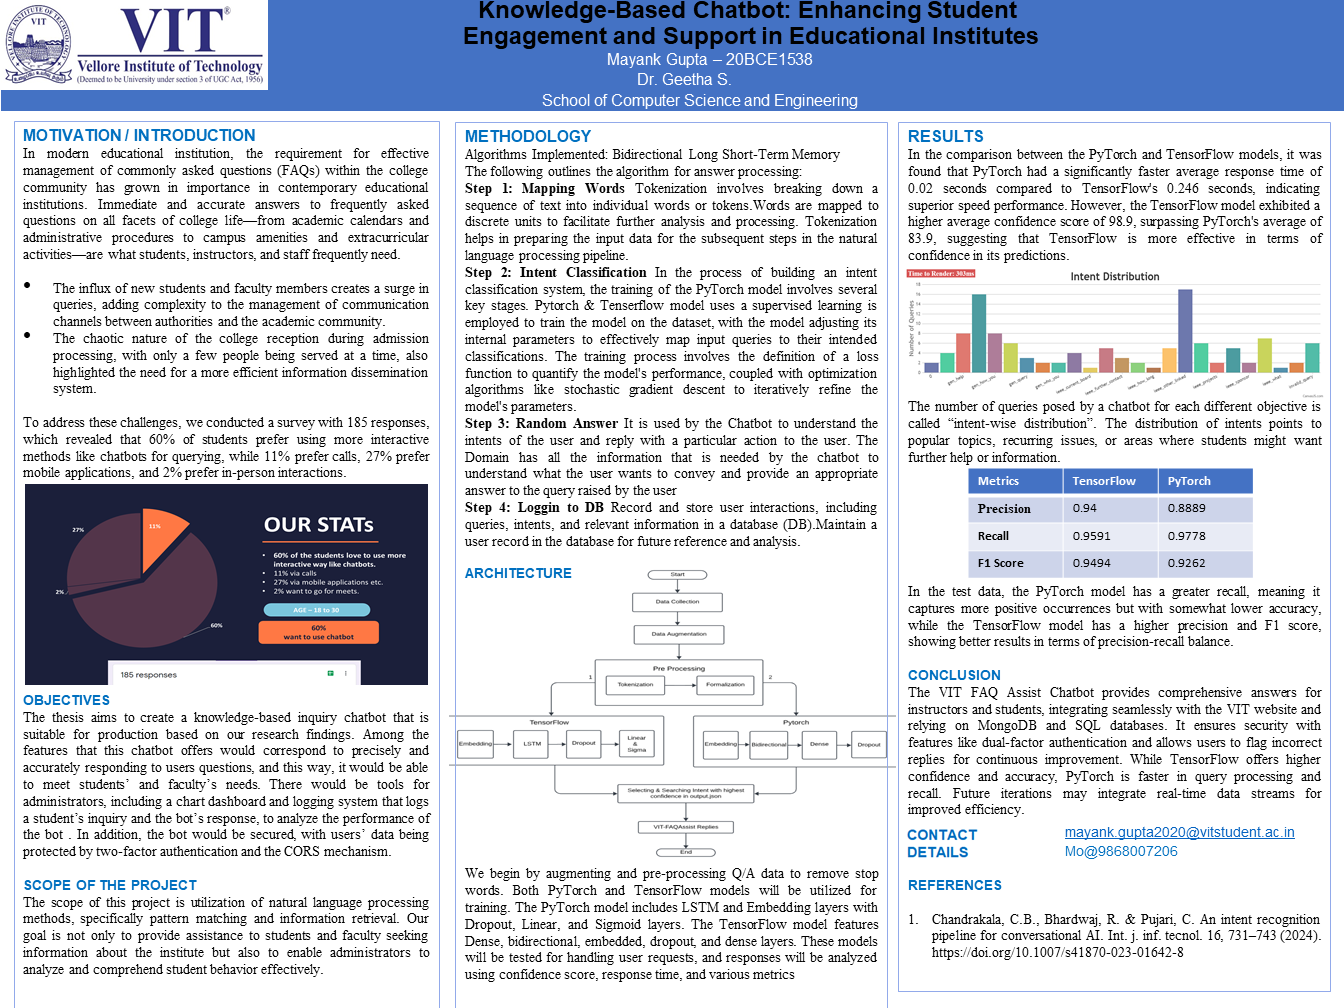 VIT
VIT
Vellore Institute of Technology
(Deemed to be University under section 3 of UGC Act, 1956)
Knowledge-Based Chatbot: Enhancing Student
Engagement and Support in Educational Institutes
Mayank Gupta – 20BCE1538
Dr. Geetha S.
School of Computer Science and Engineering
MOTIVATION / INTRODUCTION
In modern educational institution, the requirement for effective
management of commonly asked questions (FAQs) within the college
community has grown in importance in contemporary educational
institutions. Immediate and accurate answers to frequently asked
questions on all facets of college life—from academic calendars and
administrative procedures to campus amenities and extracurricular
activities—are what students, instructors, and staff frequently need.
• The influx of new students and faculty members creates a surge in
queries, adding complexity to the management of communication
channels between authorities and the academic community.
• The chaotic nature of the college reception during admission
processing, with only a few people being served at a time, also
highlighted the need for a more efficient information dissemination
system.
To address these challenges, we conducted a survey with 185 responses,
which revealed that 60% of students prefer using more interactive
methods like chatbots for querying, while 11% prefer calls, 27% prefer
mobile applications, and 2% prefer in-person interactions.
27%
11%
2%
60%
OUR STATs
• 60% of the students love to use more
interactive way like chatbots.
• 11% via calls
• 27% via mobile applications etc.
• 2% want to go for meets.
AGE – 18 to 30
60%
want to use chatbot
185 responses
OBJECTIVES
The thesis aims to create a knowledge-based inquiry chatbot that is
suitable for production based on our research findings. Among the
features that this chatbot offers would correspond to precisely and
accurately responding to users questions, and this way, it would be able
to meet students’ and faculty’s needs. There would be tools for
administrators, including a chart dashboard and logging system that logs
a student’s inquiry and the bot’s response, to analyze the performance of
the bot . In addition, the bot would be secured, with users’ data being
protected by two-factor authentication and the CORS mechanism.
SCOPE OF THE PROJECT
The scope of this project is utilization of natural language processing
methods, specifically pattern matching and information retrieval. Our
goal is not only to provide assistance to students and faculty seeking
information about the institute but also to enable administrators to
analyze and comprehend student behavior effectively.
METHODOLOGY
Algorithms Implemented: Bidirectional Long Short-Term Memory
The following outlines the algorithm for answer processing:
Step 1: Mapping Words Tokenization involves breaking down a
sequence of text into individual words or tokens.Words are mapped to
discrete units to facilitate further analysis and processing. Tokenization
helps in preparing the input data for the subsequent steps in the natural
language processing pipeline.
Step 2: Intent Classification In the process of building an intent
classification system, the training of the PyTorch model involves several
key stages. Pytorch & Tenserflow model uses a supervised learning is
employed to train the model on the dataset, with the model adjusting its
internal parameters to effectively map input queries to their intended
classifications. The training process involves the definition of a loss
function to quantify the model's performance, coupled with optimization
algorithms like stochastic gradient descent to iteratively refine the
model's parameters.
Step 3: Random Answer It is used by the Chatbot to understand the
intents of the user and reply with a particular action to the user. The
Domain has all the information that is needed by the chatbot to
understand what the user wants to convey and provide an appropriate
answer to the query raised by the user
Step 4: Loggin to DB Record and store user interactions, including
queries, intents, and relevant information in a database (DB).Maintain a
user record in the database for future reference and analysis.
ARCHITECTURE
Start
Data Collection
Data Augmentation
Pre Processing
Tokenization
Formalization
1
2
TensorFlow
Embedding
LSTM
Dropout
Linear
&
Sigma
Pytorch
Embedding
Bidirectional
Dense
Dropout
Selecting & Searching Intent with highest
confidence in output.json
VIT-FAQAssist Replies
End
We begin by augmenting and pre-processing Q/A data to remove stop
words. Both PyTorch and TensorFlow models will be utilized for
training. The PyTorch model includes LSTM and Embedding layers with
Dropout, Linear, and Sigmoid layers. The TensorFlow model features
Dense, bidirectional, embedded, dropout, and dense layers. These models
will be tested for handling user requests, and responses will be analyzed
using confidence score, response time, and various metrics
RESULTS
In the comparison between the PyTorch and TensorFlow models, it was
found that PyTorch had a significantly faster average response time of
0.02 seconds compared to TensorFlow's 0.246 seconds, indicating
superior speed performance. However, the TensorFlow model exhibited a
higher average confidence score of 98.9, surpassing PyTorch's average of
83.9, suggesting that TensorFlow is more effective in terms of
confidence in its predictions.
Time to Render: 303ms
Intent Distribution
Number of Queries
The number of queries posed by a chatbot for each different objective is
called “intent-wise distribution”. The distribution of intents points to
popular topics, recurring issues, or areas where students might want
further help or information.
Metrics TensorFlow PyTorch
Precision 0.94 0.8889
Recall 0.9591 0.9778
F1 Score 0.9494 0.9262
In the test data, the PyTorch model has a greater recall, meaning it
captures more positive occurrences but with somewhat lower accuracy,
while the TensorFlow model has a higher precision and F1 score,
showing better results in terms of precision-recall balance.
CONCLUSION
The VIT FAQ Assist Chatbot provides comprehensive answers for
instructors and students, integrating seamlessly with the VIT website and
relying on MongoDB and SQL databases. It ensures security with
features like dual-factor authentication and allows users to flag incorrect
replies for continuous improvement. While TensorFlow offers higher
confidence and accuracy, PyTorch is faster in query processing and
recall. Future iterations may integrate real-time data streams for
improved efficiency.
CONTACT
DETAILS
mayank.gupta2020@vitstudent.ac.in
Mo@9868007206
REFERENCES
1. Chandrakala, C.B., Bhardwaj, R. & Pujari, C. An intent recognition
pipeline for conversational AI. Int. j. inf. tecnol. 16, 731–743 (2024).
https://doi.org/10.1007/s41870-023-01642-8